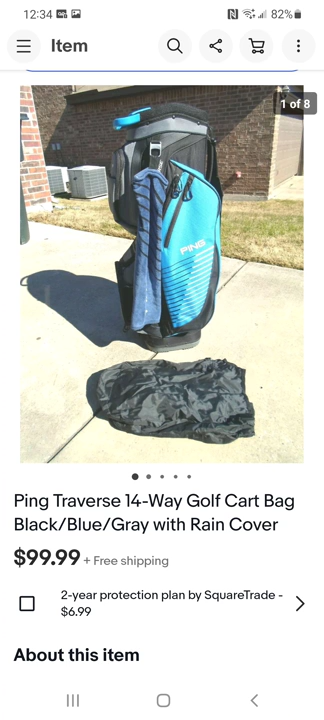 12:34
82%
Item
1 of 8
PING
Ping Traverse 14-Way Golf Cart Bag
Black/Blue/Gray with Rain Cover
$99.99 + Free shipping
2-year protection plan by SquareTrade -
$6.99
About this item